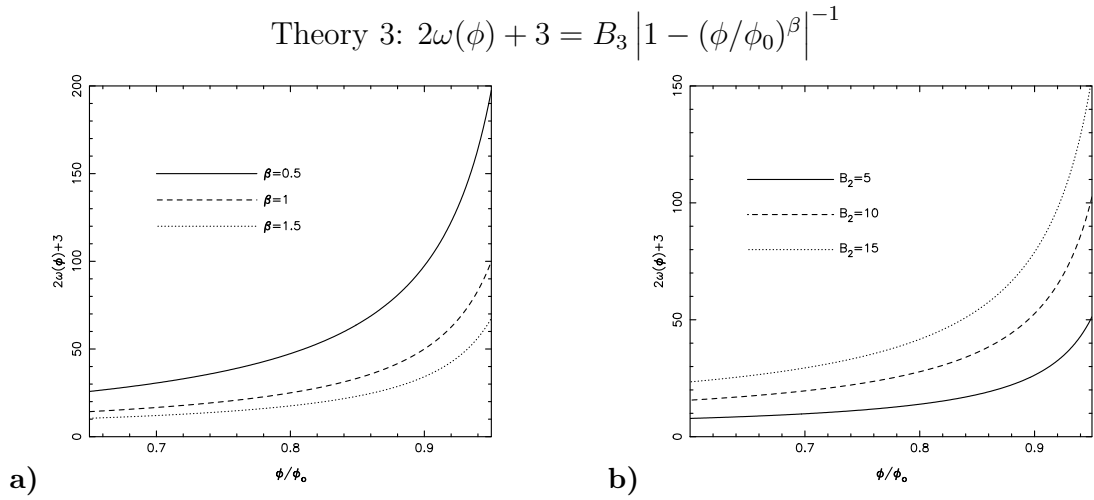 Theory 3: 2ω(ϕ) + 3 = B₃ |1 − (ϕ/ϕ₀)^β|⁻¹
200
150
100
50
0
2ω(ϕ)+3
β=0.5
β=1
β=1.5
0.7 0.8 0.9
ϕ/ϕ₀
a)
150
100
50
0
2ω(ϕ)+3
B₂=5
B₂=10
B₂=15
0.7 0.8 0.9
ϕ/ϕ₀
b)